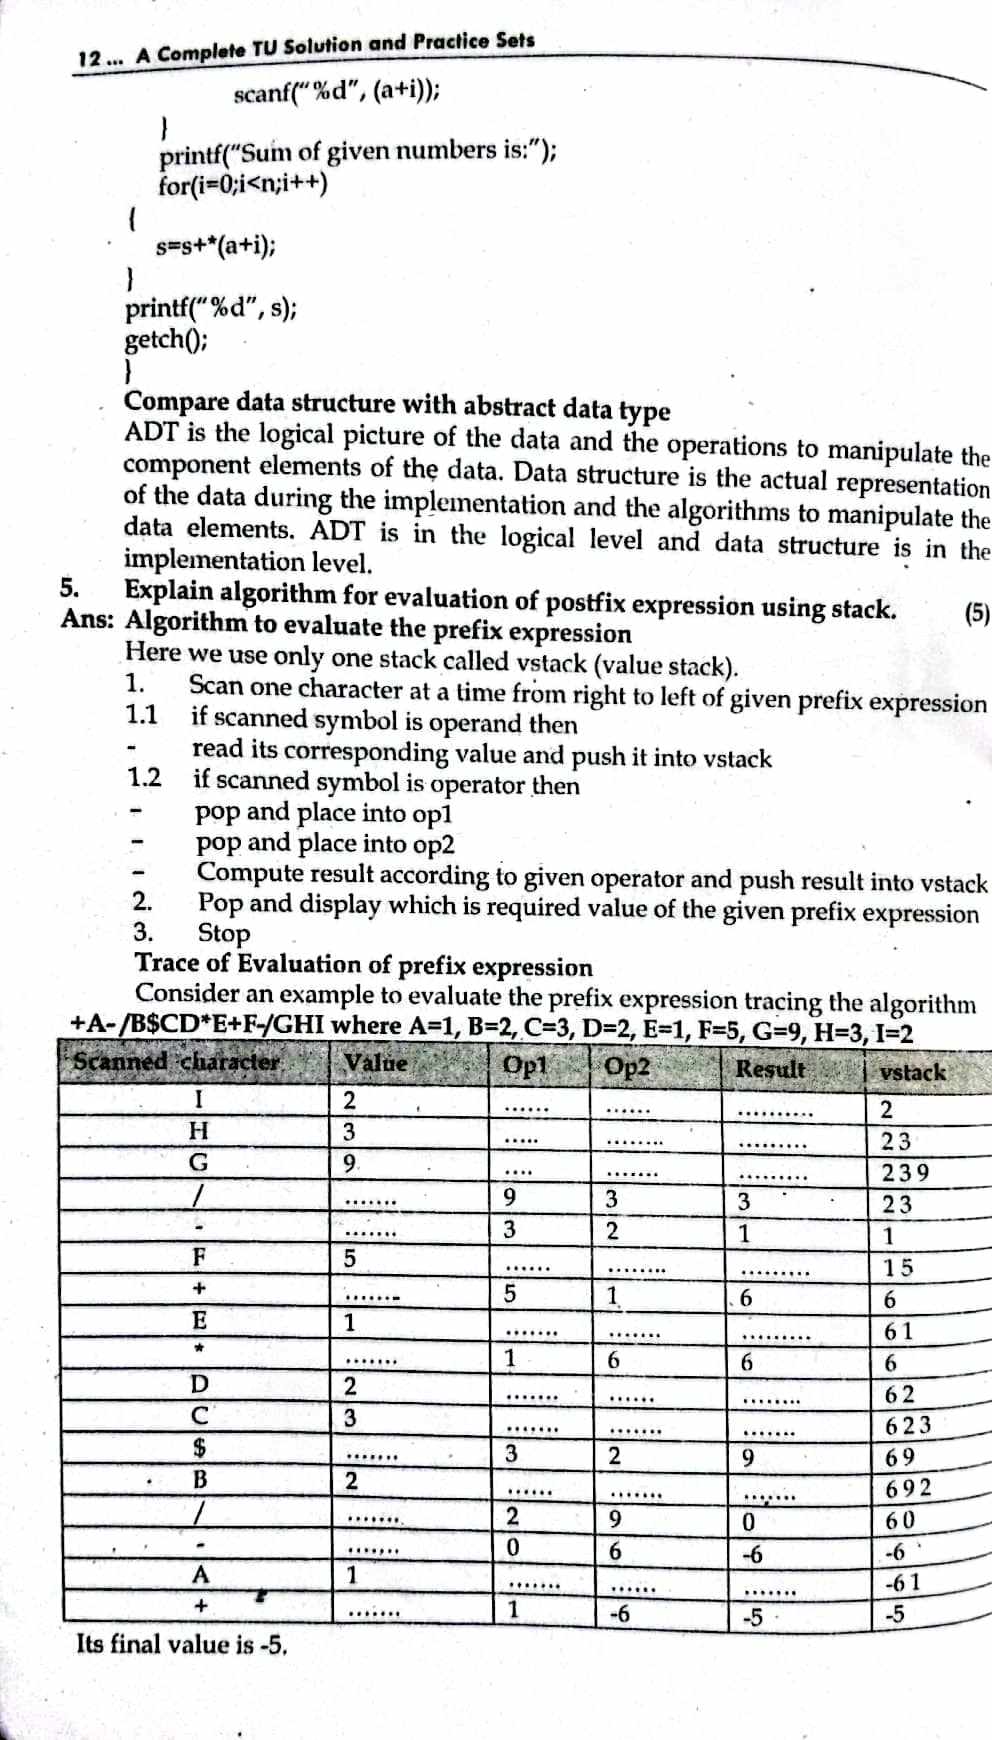 12 ... A Complete TU Solution and Practice Sets
scanf("%d", (a+i));
}
printf("Sum of given numbers is:");
for(i=0;i<n;i++)
{
s=s+*(a+i);
}
printf("%d", s);
getch();
}
Compare data structure with abstract data type
ADT is the logical picture of the data and the operations to manipulate the
component elements of the data. Data structure is the actual representation
of the data during the implementation and the algorithms to manipulate the
data elements. ADT is in the logical level and data structure is in the
implementation level.
5. Explain algorithm for evaluation of postfix expression using stack. (5)
Ans: Algorithm to evaluate the prefix expression
Here we use only one stack called vstack (value stack).
1. Scan one character at a time from right to left of given prefix expression
1.1 if scanned symbol is operand then
- read its corresponding value and push it into vstack
1.2 if scanned symbol is operator then
- pop and place into op1
- pop and place into op2
- Compute result according to given operator and push result into vstack
2. Pop and display which is required value of the given prefix expression
3. Stop
Trace of Evaluation of prefix expression
Consider an example to evaluate the prefix expression tracing the algorithm
+A-/B$CD*E+F-/GHI where A=1, B=2, C=3, D=2, E=1, F=5, G=9, H=3, I=2
Scanned character Value Op1 Op2 Result vstack
I 2 ...... ...... .......... 2
H 3 ..... ........ ......... 2 3
G 9 .... ....... ......... 2 3 9
/ ....... 9 3 3 2 3
- ....... 3 2 1 1
F 5 ...... ........ ......... 1 5
+ ....... 5 1 6 6
E 1 ....... ....... ......... 6 1
* ....... 1 6 6 6
D 2 ....... ...... ........ 6 2
C 3 ....... ....... ....... 6 2 3
$ ....... 3 2 9 6 9
B 2 ...... ....... ....... 6 9 2
/ ....... 2 9 0 6 0
- ....... 0 6 -6 -6
A 1 ....... ...... ....... -6 1
+ ....... 1 -6 -5 -5
Its final value is -5.